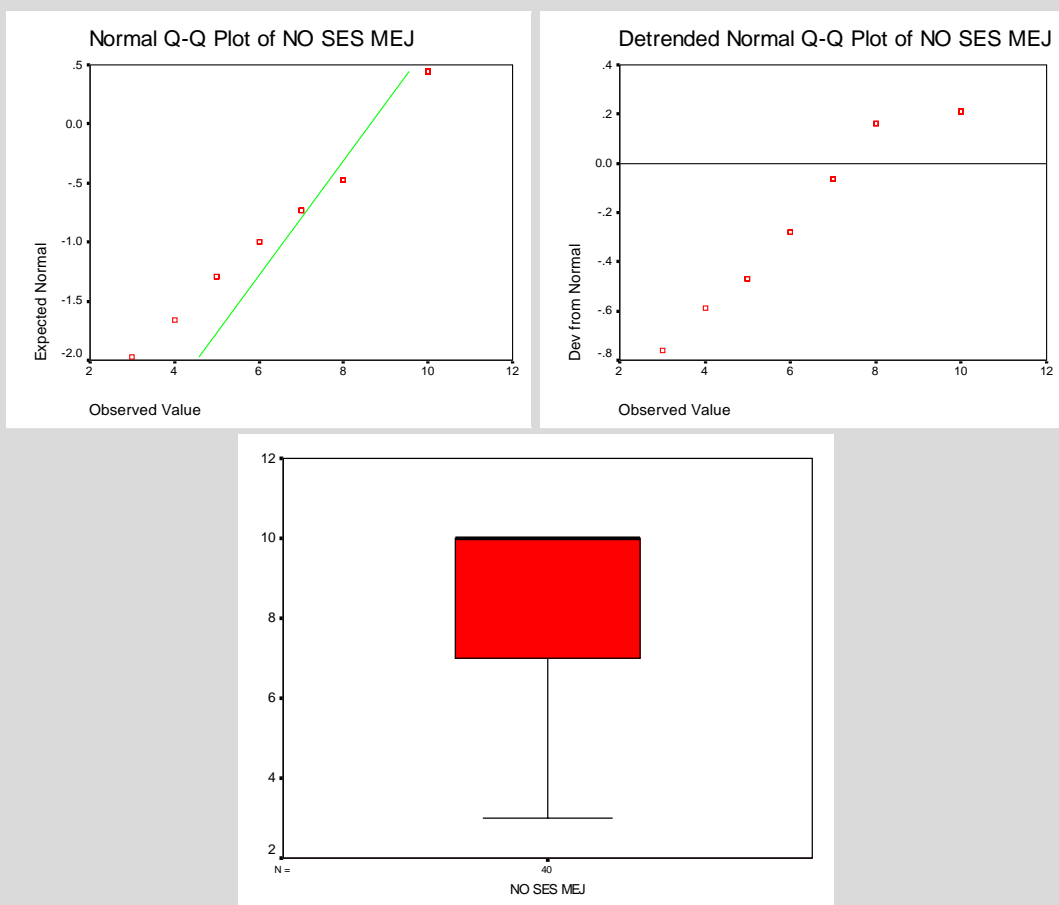 Normal Q-Q Plot of NO SES MEJ
.5
0.0
-.5
-1.0
-1.5
-2.0
Expected Normal
2 4 6 8 10 12
Observed Value
Detrended Normal Q-Q Plot of NO SES MEJ
.4
.2
0.0
-.2
-.4
-.6
-.8
Dev from Normal
2 4 6 8 10 12
Observed Value
12
10
8
6
4
2
N = 40
NO SES MEJ